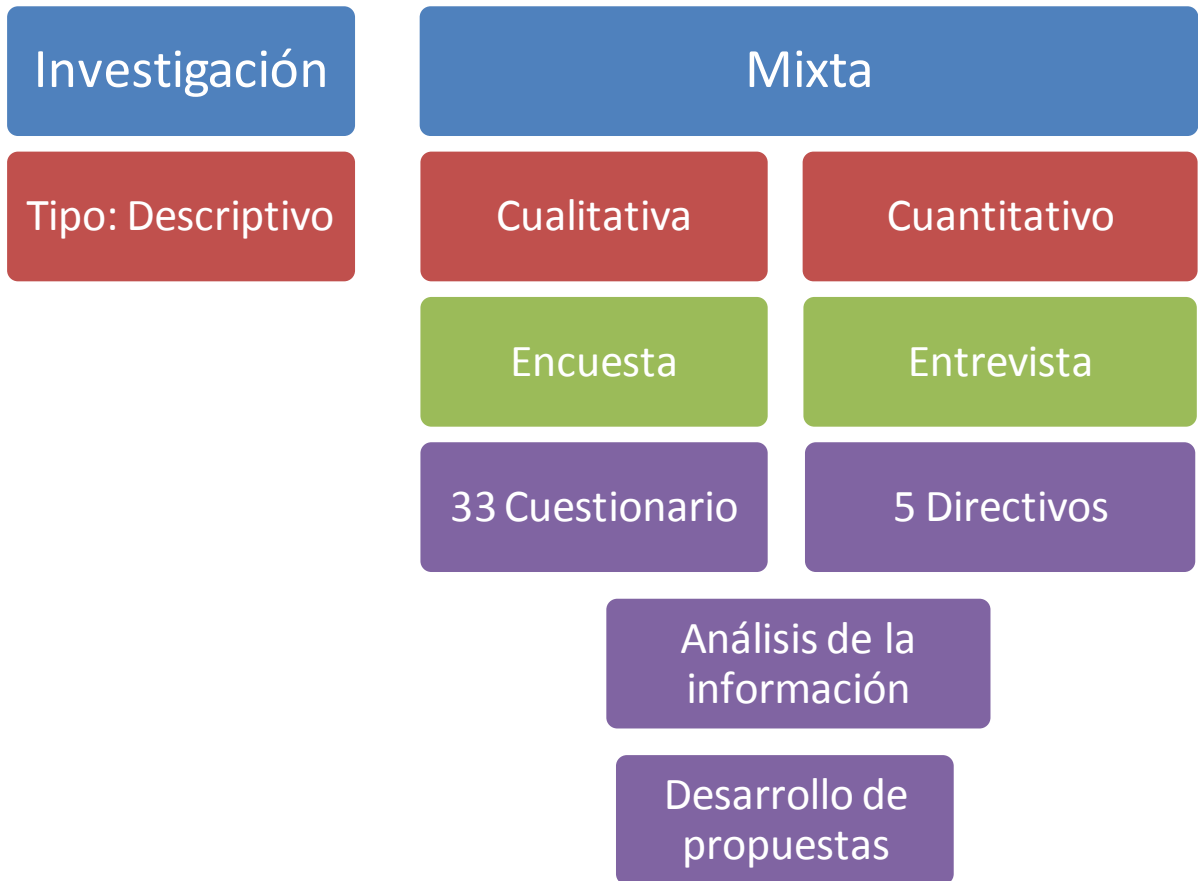 Investigación
Mixta
Tipo: Descriptivo
Cualitativa
Cuantitativo
Encuesta
Entrevista
33 Cuestionario
5 Directivos
Análisis de la
información
Desarrollo de
propuestas